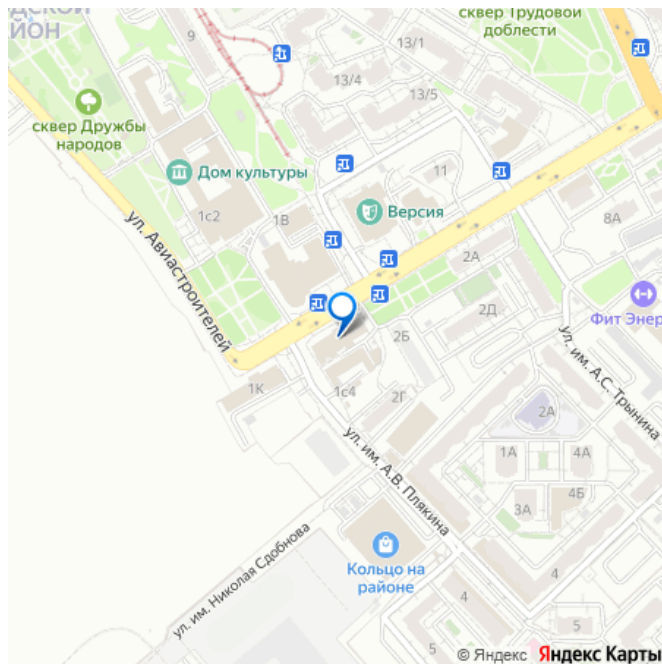 ДСКОЙ
ЙОН
9
13/1
сквер Трудовой
доблести
13/4
13/5
сквер Дружбы
народов
Дом культуры
11
Версия
1с2
1В
8А
2А
ул. Авиастроителей
2Д
Фит Энер
2Б
ул. им. А.С. Трынина
1К
1с4
2Г
2А
ул. им. А.В. Плякина
1А
4А
4Б
3А
ул. им. Николая Сдобнова
Кольцо на
районе
4
4
5
5
© Яндекс Яндекс Карты